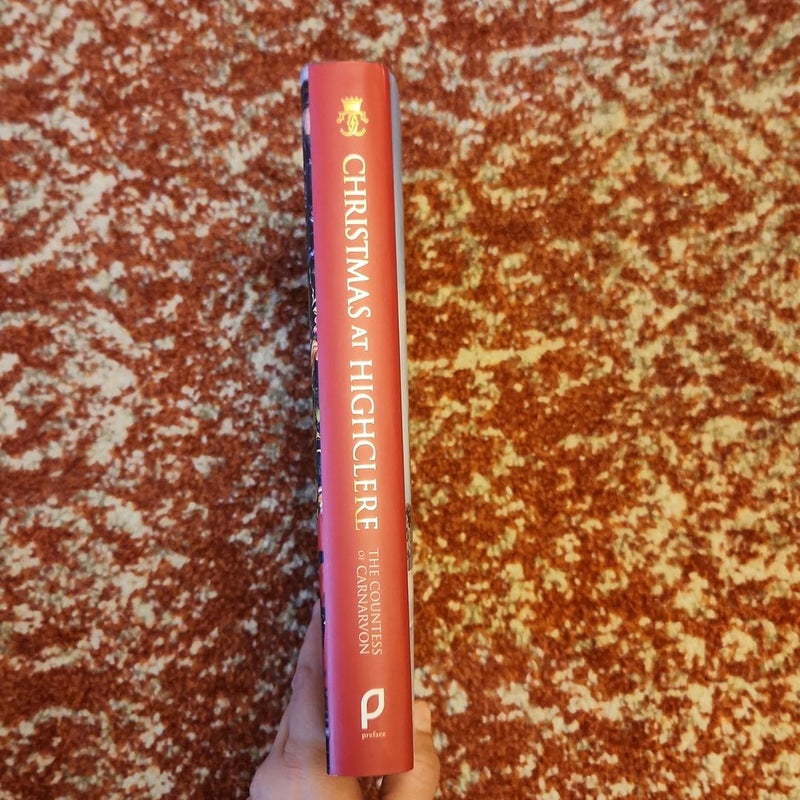 CHRISTMAS AT HIGHCLERE
THE COUNTESS
OF CARNARVON
preface